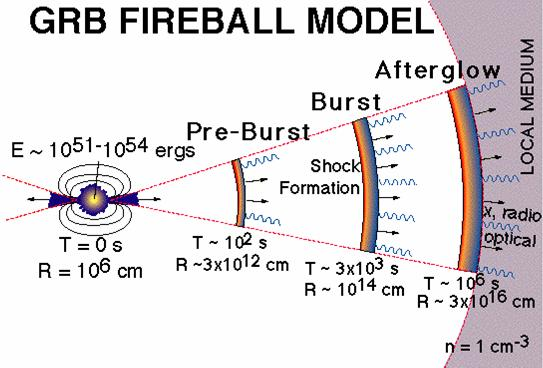 GRB FIREBALL MODEL
Afterglow
Burst
Pre-Burst
E ~ 10⁵¹-10⁵⁴ ergs
Shock
Formation
LOCAL MEDIUM
x, radio
optical
T = 0 s
R = 10⁶ cm
T ~ 10² s
R ~3x10¹² cm
T ~ 3x10³ s
R ~ 10¹⁴ cm
T ~ 10⁶ s
R ~ 3x10¹⁶ cm
n = 1 cm⁻³